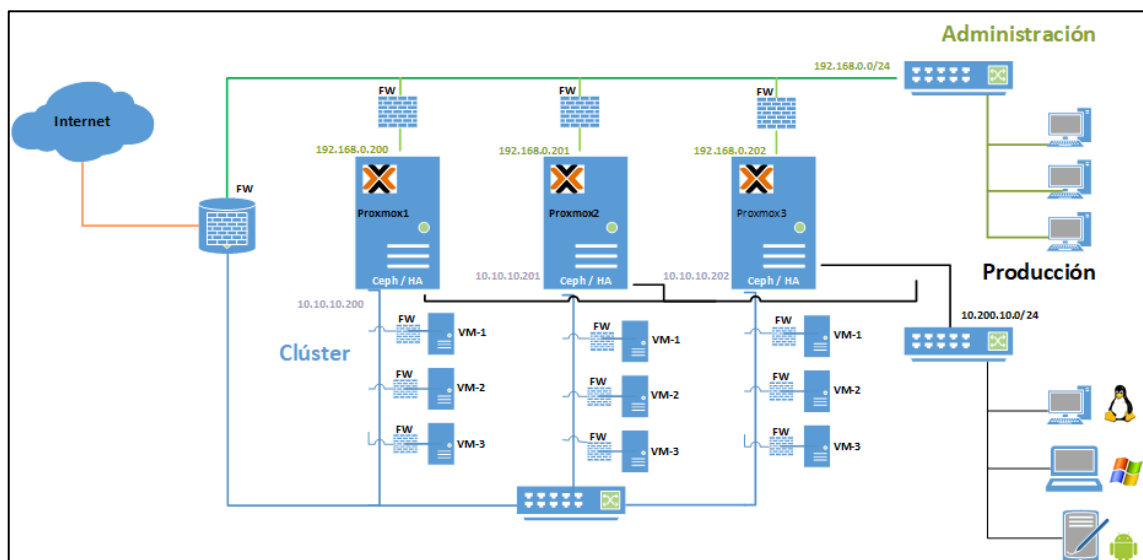 Administración
192.168.0.0/24
FW
FW
FW
Internet
192.168.0.200
192.168.0.201
192.168.0.202
FW
Proxmox1
Proxmox2
Proxmox3
Ceph / HA
Ceph / HA
Ceph / HA
10.10.10.200
10.10.10.201
10.10.10.202
Producción
10.200.10.0/24
Clúster
FW
VM-1
FW
VM-2
FW
VM-3
FW
VM-1
FW
VM-2
FW
VM-3
FW
VM-1
FW
VM-2
FW
VM-3